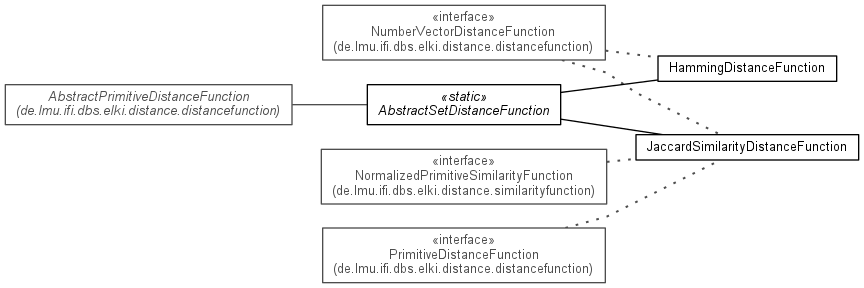 «interface»
NumberVectorDistanceFunction
(de.lmu.ifi.dbs.elki.distance.distancefunction)
HammingDistanceFunction
AbstractPrimitiveDistanceFunction
(de.lmu.ifi.dbs.elki.distance.distancefunction)
«static»
AbstractSetDistanceFunction
JaccardSimilarityDistanceFunction
«interface»
NormalizedPrimitiveSimilarityFunction
(de.lmu.ifi.dbs.elki.distance.similarityfunction)
«interface»
PrimitiveDistanceFunction
(de.lmu.ifi.dbs.elki.distance.distancefunction)